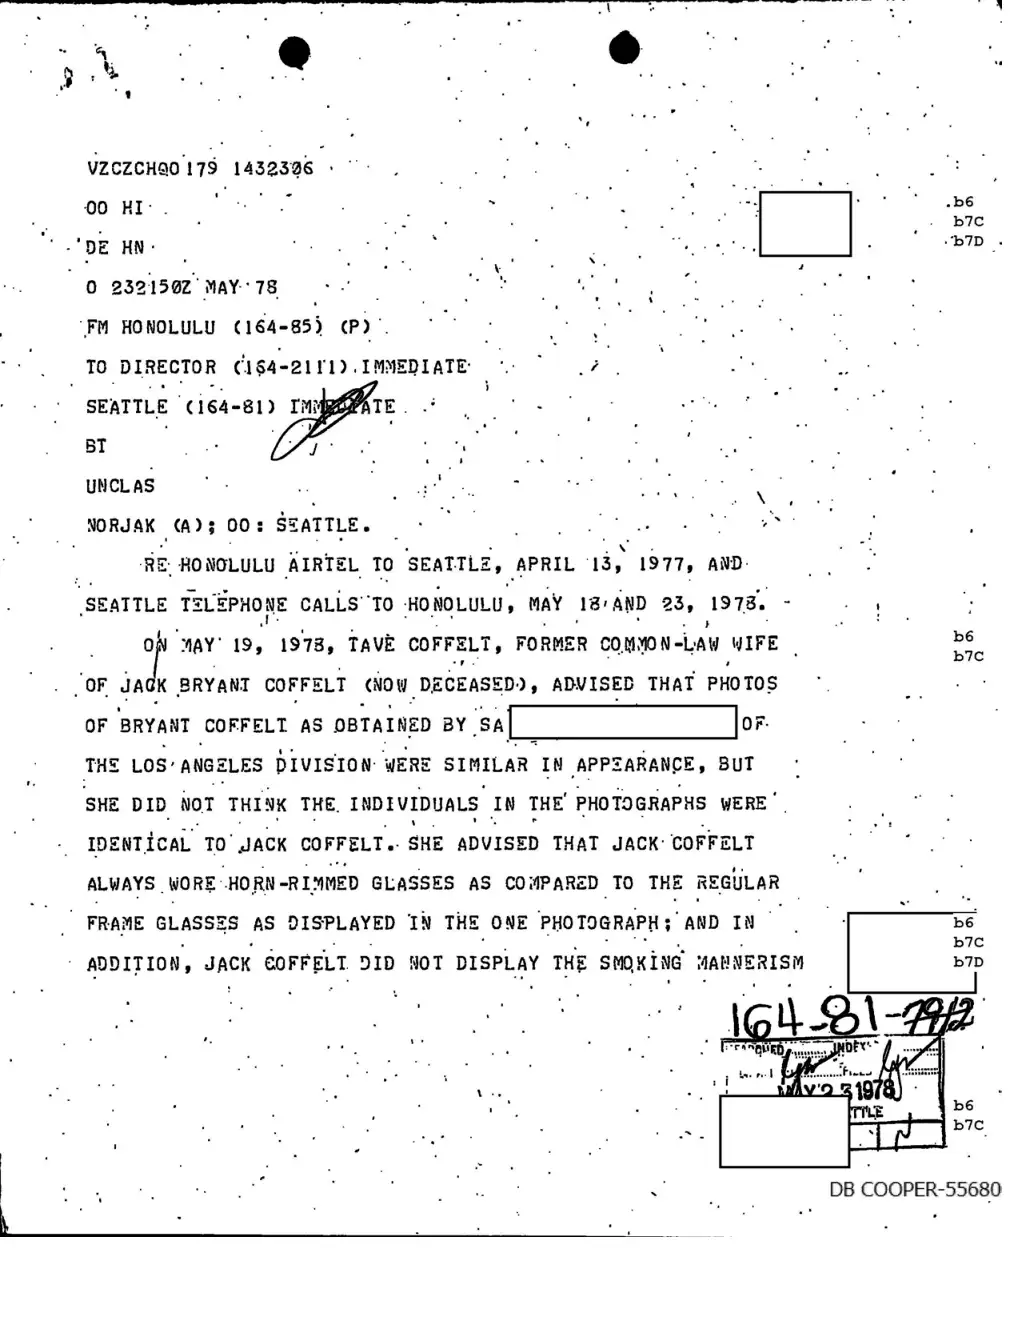 VZCZCHQO179 1432306
OO HI
DE HN
O 232150Z MAY 78
FM HONOLULU (164-85) (P)
TO DIRECTOR (164-2111) IMMEDIATE
SEATTLE (164-81) IMMEDIATE
BT
UNCLAS
NORJAK (A); OO: SEATTLE.
RE HONOLULU AIRTEL TO SEATTLE, APRIL 13, 1977, AND
SEATTLE TELEPHONE CALLS TO HONOLULU, MAY 18 AND 23, 1978.
ON MAY 19, 1978, TAVE COFFELT, FORMER COMMON-LAW WIFE
OF JACK BRYANT COFFELT (NOW DECEASED), ADVISED THAT PHOTOS
OF BRYANT COFFELT AS OBTAINED BY SA OF
THE LOS ANGELES DIVISION WERE SIMILAR IN APPEARANCE, BUT
SHE DID NOT THINK THE INDIVIDUALS IN THE PHOTOGRAPHS WERE
IDENTICAL TO JACK COFFELT. SHE ADVISED THAT JACK COFFELT
ALWAYS WORE HORN-RIMMED GLASSES AS COMPARED TO THE REGULAR
FRAME GLASSES AS DISPLAYED IN THE ONE PHOTOGRAPH; AND IN
ADDITION, JACK COFFELT DID NOT DISPLAY THE SMOKING MANNERISM
b6
b7C
b7D
b6
b7C
b6
b7C
b7D
164-81-7912
INDEX
MAY 23 1978
b6
b7C
DB COOPER-55680